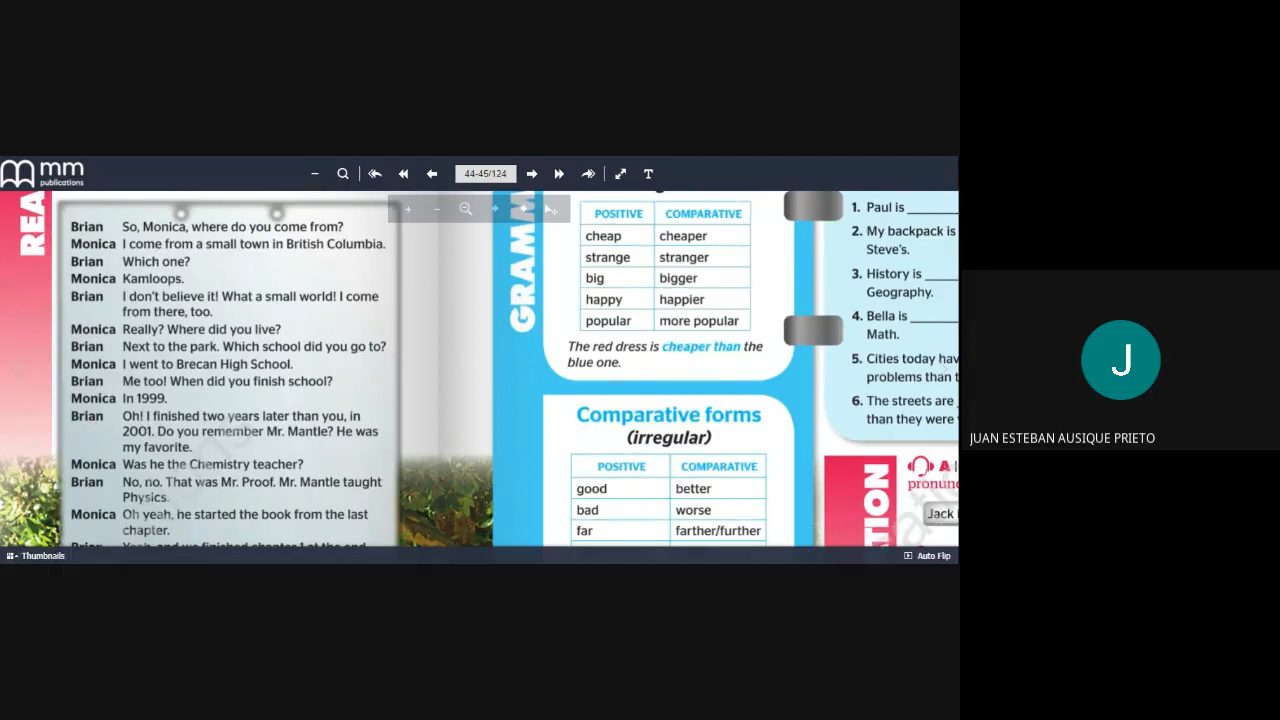 mm
publications
44-45/124
REA
Brian So, Monica, where do you come from?
Monica I come from a small town in British Columbia.
Brian Which one?
Monica Kamloops.
Brian I don't believe it! What a small world! I come
from there, too.
Monica Really? Where did you live?
Brian Next to the park. Which school did you go to?
Monica I went to Brecan High School.
Brian Me too! When did you finish school?
Monica In 1999.
Brian Oh! I finished two years later than you, in
2001. Do you remember Mr. Mantle? He was
my favorite.
Monica Was he the Chemistry teacher?
Brian No, no. That was Mr. Proof. Mr. Mantle taught
Physics.
Monica Oh yeah, he started the book from the last
chapter.
GRAMM
POSITIVE COMPARATIVE
cheap cheaper
strange stranger
big bigger
happy happier
popular more popular
The red dress is cheaper than the
blue one.
Comparative forms
(irregular)
POSITIVE COMPARATIVE
good better
bad worse
far farther/further
1. Paul is
2. My backpack is
Steve's.
3. History is
Geography.
4. Bella is
Math.
5. Cities today hav
problems than t
6. The streets are
than they were
TION
A
pronun
Jack
Thumbnails
Auto Flip
J
JUAN ESTEBAN AUSIQUE PRIETO